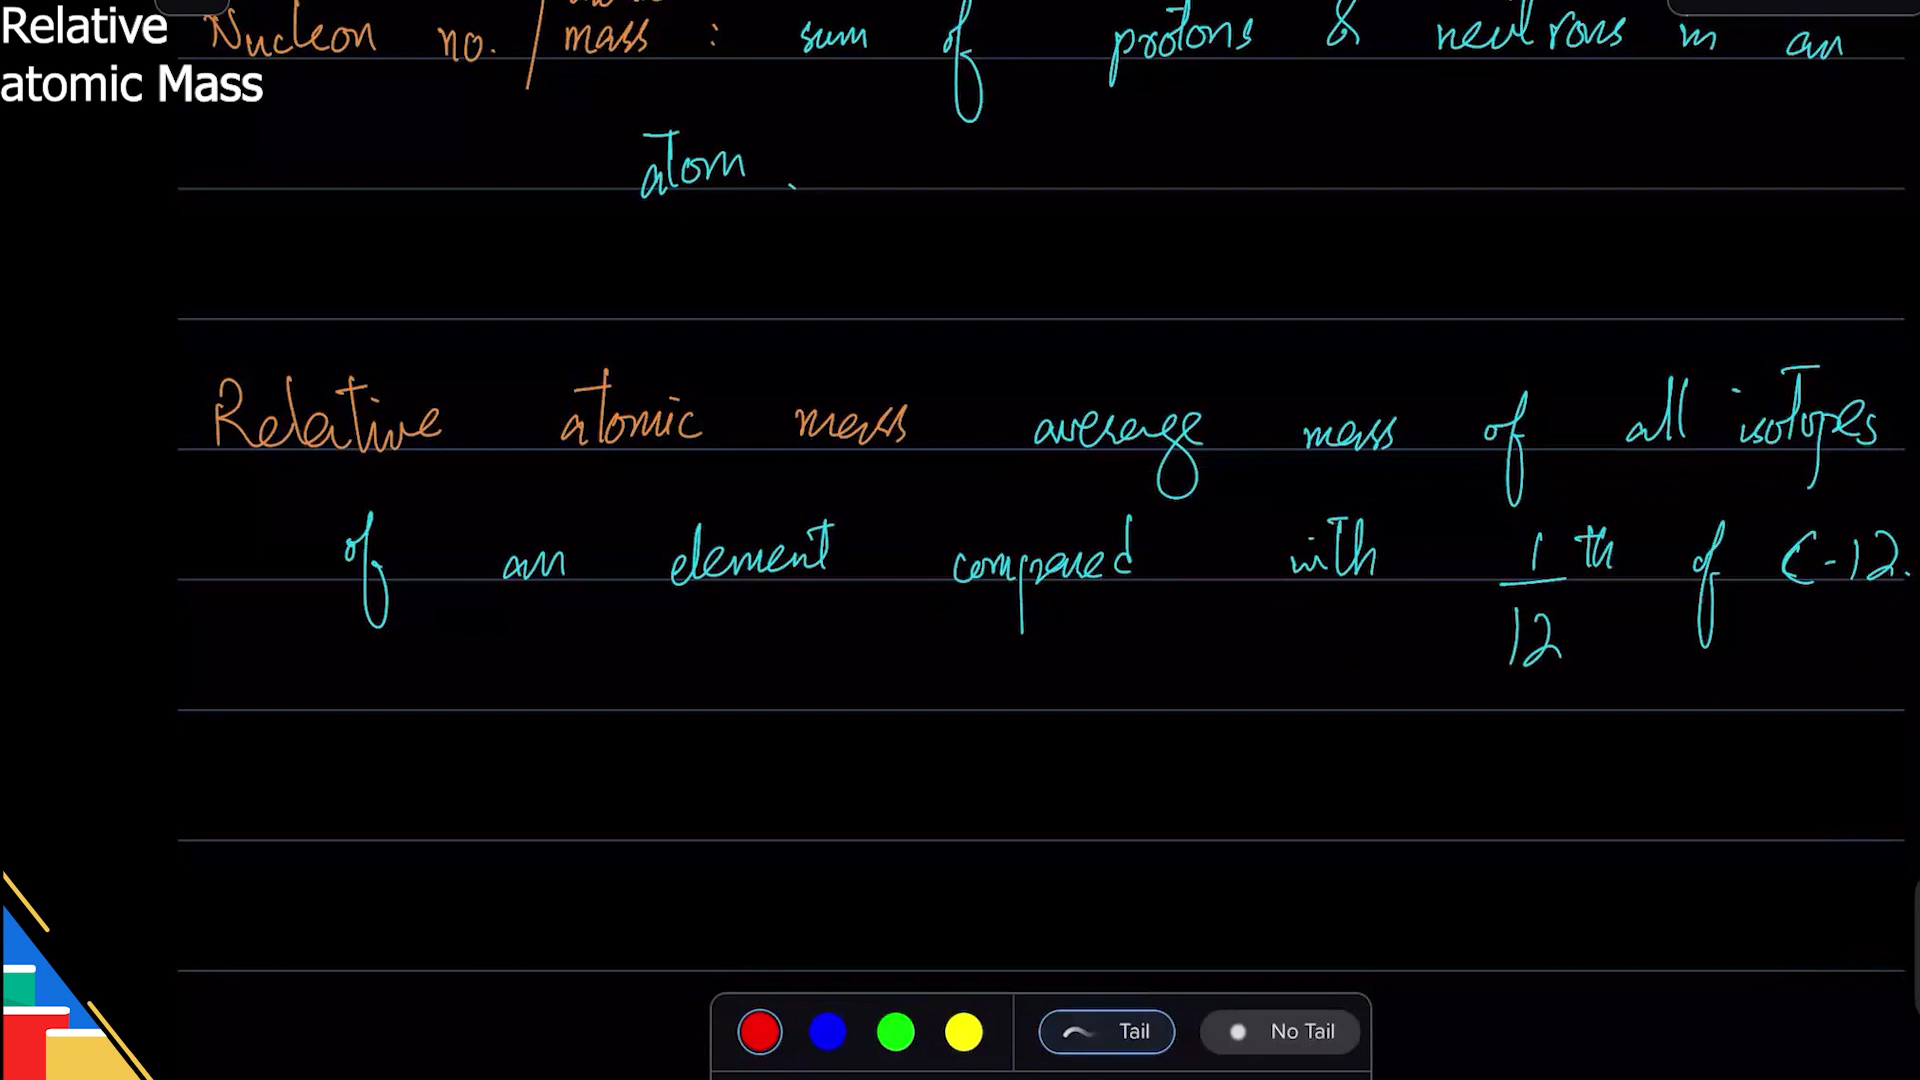 Relative
atomic Mass
Nucleon no. / mass : sum of protons & neutrons in an
atom.
Relative atomic mass average mass of all isotopes
of an element compared with 1/12 th of C-12.
Tail
No Tail